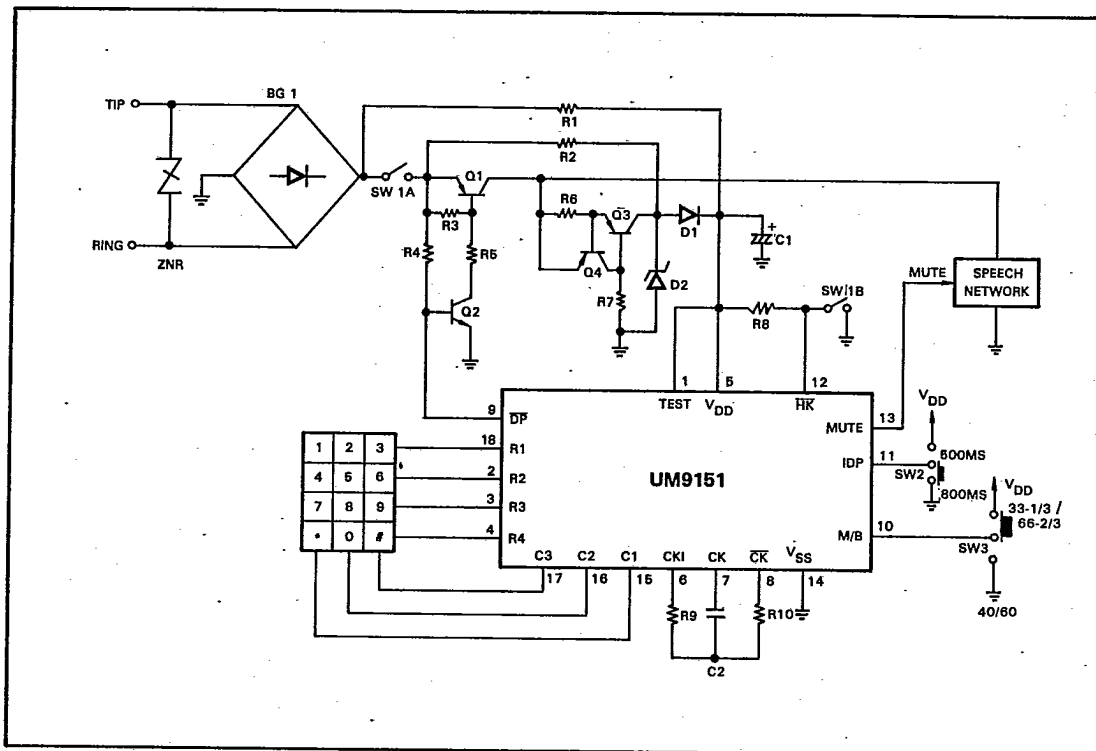 TIP
BG 1
R1
R2
SW 1A
Q1
R3
R4
R5
Q2
R6
Q3
Q4
R7
D1
D2
+
C1
RING
ZNR
MUTE
SPEECH
NETWORK
R8
SW/1B
1
5
12
TEST
VDD
HK
9
DP
18
R1
2
R2
3
R3
4
R4
UM9151
MUTE
13
IDP
11
M/B
10
VDD
600MS
SW2
800MS
VDD
33-1/3 /
66-2/3
SW3
40/60
1 2 3
4 5 6
7 8 9
* 0 #
C3
C2
C1
CKI
CK
CK
VSS
17
16
15
6
7
8
14
R9
R10
C2